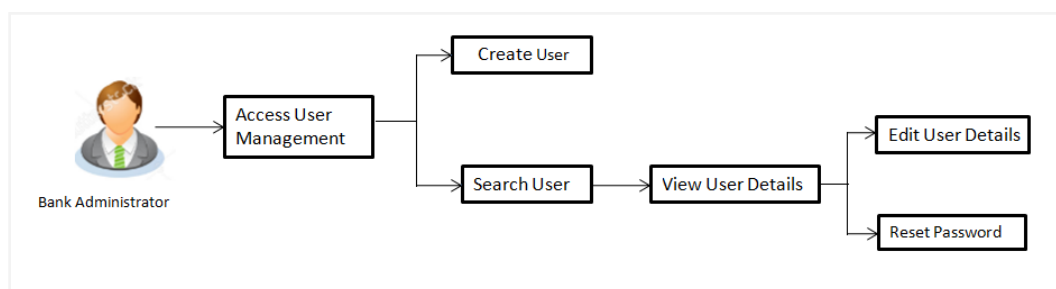 Create User
Access User
Management
Edit User Details
Search User
View User Details
Bank Administrator
Reset Password